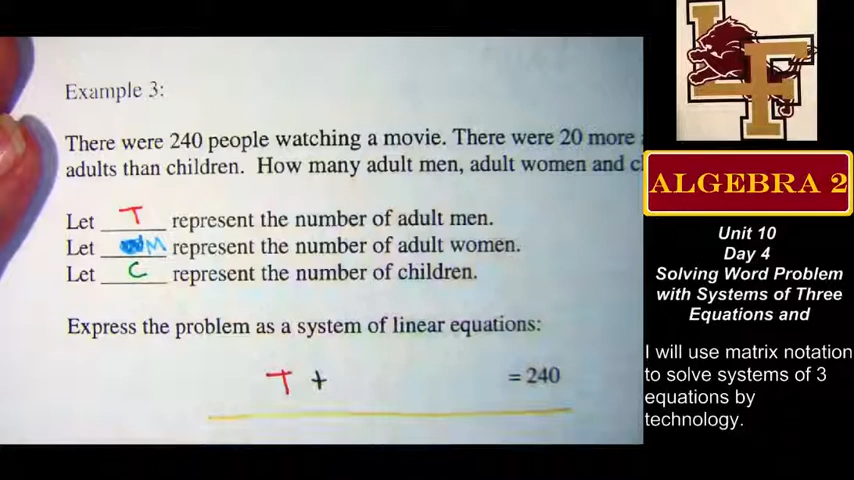 Example 3:
There were 240 people watching a movie. There were 20 more
adults than children. How many adult men, adult women and
Let T represent the number of adult men.
Let M represent the number of adult women.
Let C represent the number of children.
Express the problem as a system of linear equations:
T + = 240
LF
ALGEBRA 2
Unit 10
Day 4
Solving Word Problem
with Systems of Three
Equations and
I will use matrix notation
to solve systems of 3
equations by
technology.